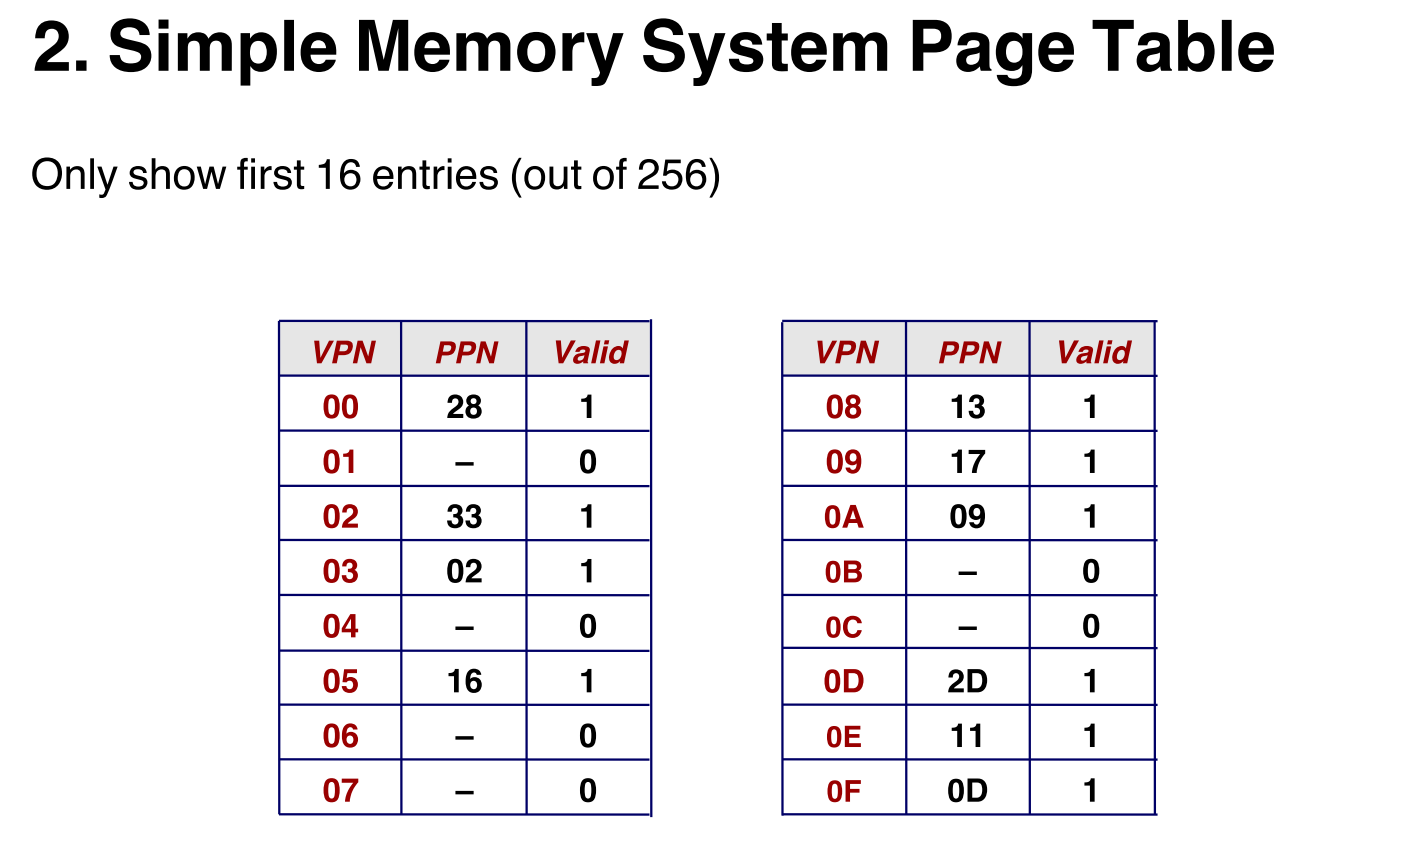 2. Simple Memory System Page Table
Only show first 16 entries (out of 256)
VPN PPN Valid
00 28 1
01 – 0
02 33 1
03 02 1
04 – 0
05 16 1
06 – 0
07 – 0
VPN PPN Valid
08 13 1
09 17 1
0A 09 1
0B – 0
0C – 0
0D 2D 1
0E 11 1
0F 0D 1